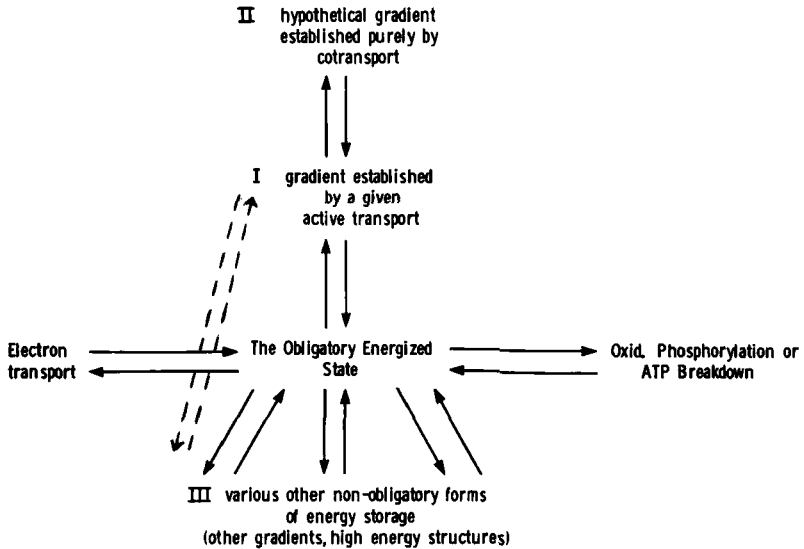 II hypothetical gradient
established purely by
cotransport
I gradient established
by a given
active transport
Electron
transport
The Obligatory Energized
State
Oxid. Phosphorylation or
ATP Breakdown
III various other non-obligatory forms
of energy storage
(other gradients, high energy structures)